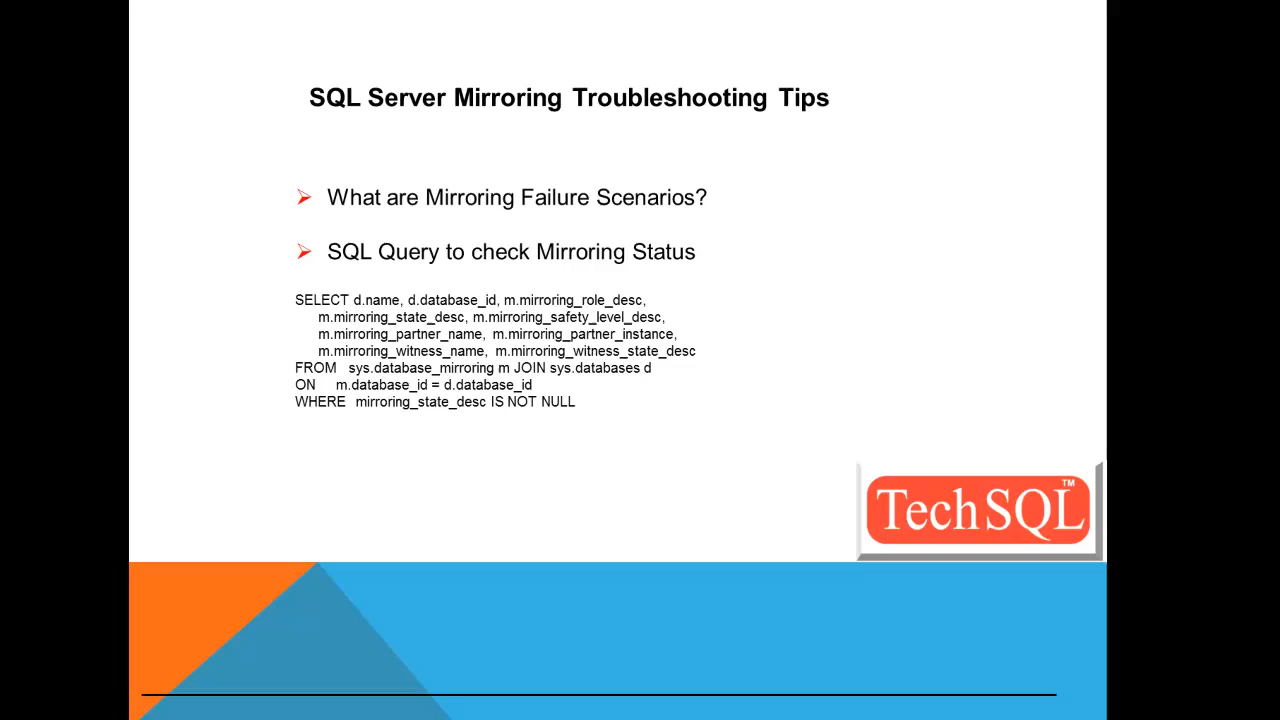 SQL Server Mirroring Troubleshooting Tips
What are Mirroring Failure Scenarios?
SQL Query to check Mirroring Status
SELECT d.name, d.database_id, m.mirroring_role_desc,
m.mirroring_state_desc, m.mirroring_safety_level_desc,
m.mirroring_partner_name, m.mirroring_partner_instance,
m.mirroring_witness_name, m.mirroring_witness_state_desc
FROM sys.database_mirroring m JOIN sys.databases d
ON m.database_id = d.database_id
WHERE mirroring_state_desc IS NOT NULL
TechSQL™